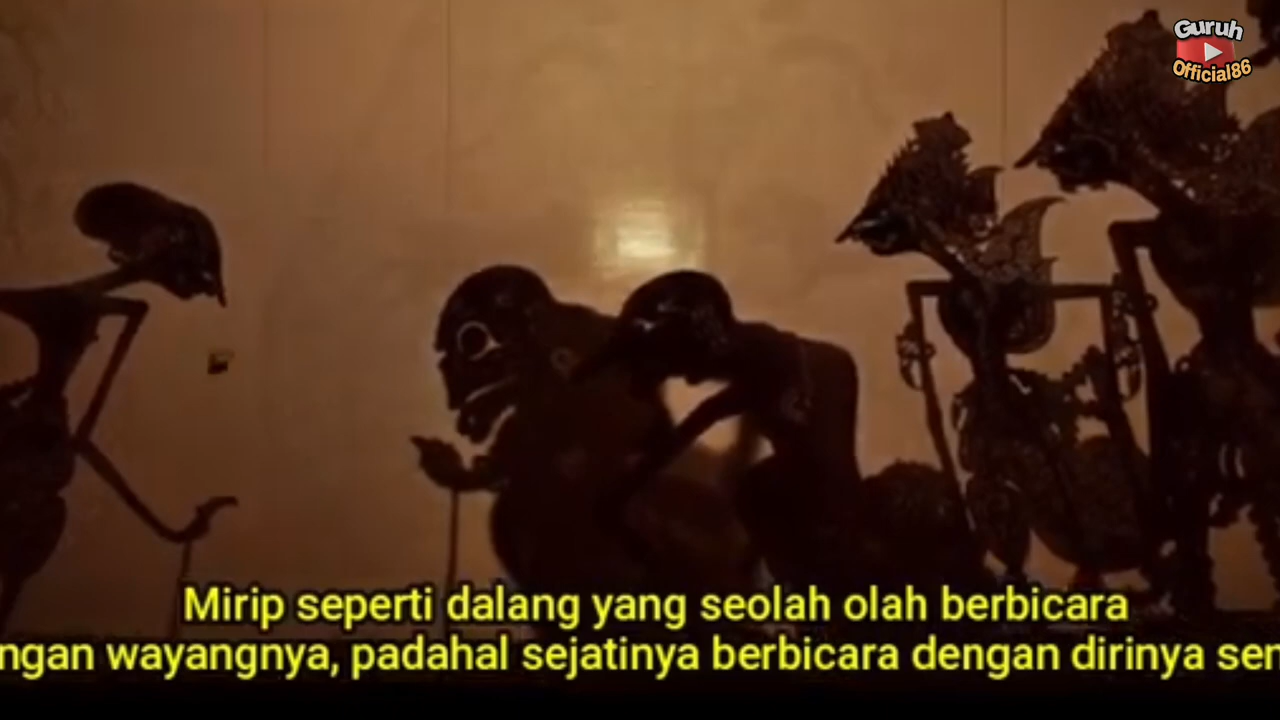 Guruh
Official86
Mirip seperti dalang yang seolah olah berbicara
ngan wayangnya, padahal sejatinya berbicara dengan dirinya sen